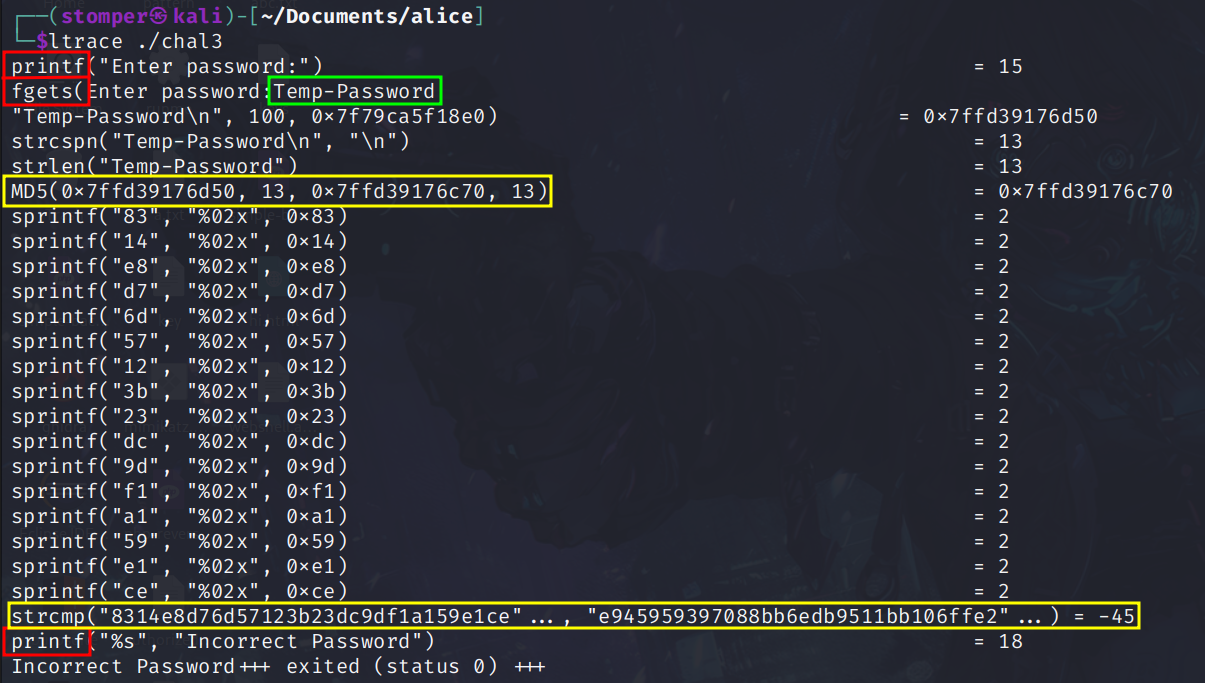 ┌──(stomper㉿kali)-[~/Documents/alice]
└─$ltrace ./chal3
printf("Enter password:") = 15
fgets(Enter password:Temp-Password
"Temp-Password\n", 100, 0×7f79ca5f18e0) = 0×7ffd39176d50
strcspn("Temp-Password\n", "\n") = 13
strlen("Temp-Password") = 13
MD5(0×7ffd39176d50, 13, 0×7ffd39176c70, 13) = 0×7ffd39176c70
sprintf("83", "%02x", 0×83) = 2
sprintf("14", "%02x", 0×14) = 2
sprintf("e8", "%02x", 0×e8) = 2
sprintf("d7", "%02x", 0×d7) = 2
sprintf("6d", "%02x", 0×6d) = 2
sprintf("57", "%02x", 0×57) = 2
sprintf("12", "%02x", 0×12) = 2
sprintf("3b", "%02x", 0×3b) = 2
sprintf("23", "%02x", 0×23) = 2
sprintf("dc", "%02x", 0×dc) = 2
sprintf("9d", "%02x", 0×9d) = 2
sprintf("f1", "%02x", 0×f1) = 2
sprintf("a1", "%02x", 0×a1) = 2
sprintf("59", "%02x", 0×59) = 2
sprintf("e1", "%02x", 0×e1) = 2
sprintf("ce", "%02x", 0×ce) = 2
strcmp("8314e8d76d57123b23dc9df1a159e1ce"..., "e945959397088bb6edb9511bb106ffe2"...) = -45
printf("%s", "Incorrect Password") = 18
Incorrect Password+++ exited (status 0) +++